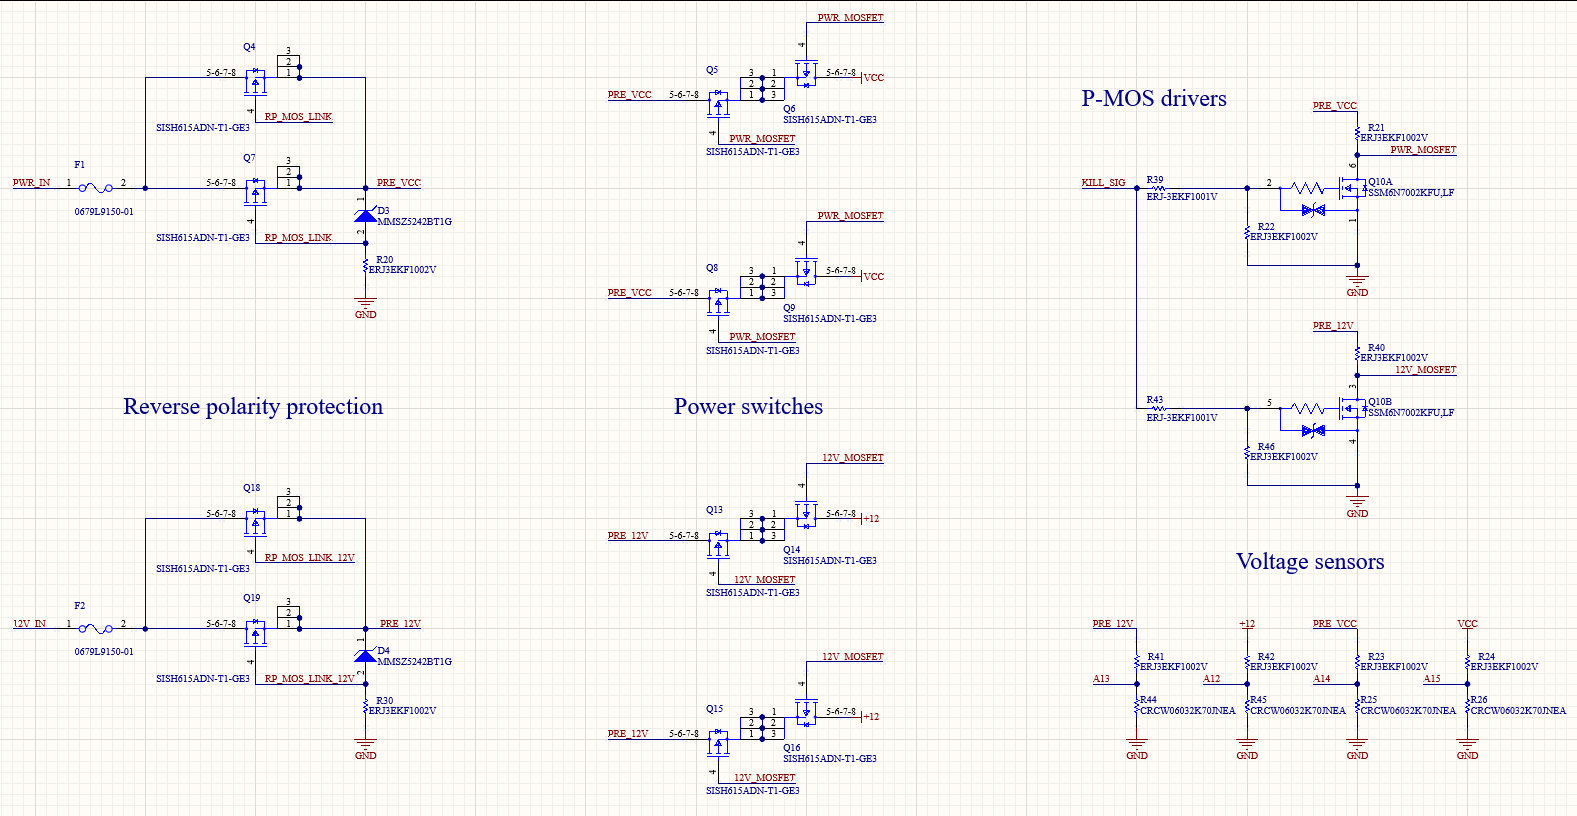 Q4
3
2
5-6-7-8
1
4
RP_MOS_LINK
SISH615ADN-T1-GE3
F1
Q7
3
2
PWR_IN
1
2
5-6-7-8
1
PRE_VCC
0679L9150-01
4
1
D3
MMSZ5242BT1G
2
SISH615ADN-T1-GE3
RP_MOS_LINK
R20
ERJ3EKF1002V
GND
Reverse polarity protection
Q18
3
2
5-6-7-8
1
4
RP_MOS_LINK_12V
SISH615ADN-T1-GE3
F2
Q19
3
2
12V_IN
1
2
5-6-7-8
1
PRE_12V
0679L9150-01
4
1
D4
MMSZ5242BT1G
2
SISH615ADN-T1-GE3
RP_MOS_LINK_12V
R30
ERJ3EKF1002V
GND
PWR_MOSFET
4
Q5
3 1
5-6-7-8
VCC
2 2
PRE_VCC
5-6-7-8
1 3
Q6
SISH615ADN-T1-GE3
4
PWR_MOSFET
SISH615ADN-T1-GE3
PWR_MOSFET
4
Q8
3 1
5-6-7-8
VCC
2 2
PRE_VCC
5-6-7-8
1 3
Q9
SISH615ADN-T1-GE3
4
PWR_MOSFET
SISH615ADN-T1-GE3
Power switches
12V_MOSFET
4
Q13
3 1
5-6-7-8
+12
2 2
PRE_12V
5-6-7-8
1 3
Q14
SISH615ADN-T1-GE3
4
12V_MOSFET
SISH615ADN-T1-GE3
12V_MOSFET
4
Q15
3 1
5-6-7-8
+12
2 2
PRE_12V
5-6-7-8
1 3
Q16
SISH615ADN-T1-GE3
4
12V_MOSFET
SISH615ADN-T1-GE3
P-MOS drivers
PRE_VCC
R21
ERJ3EKF1002V
PWR_MOSFET
6
KILL_SIG
R39
ERJ-3EKF1001V
2
Q10A
SSM6N7002KFU,LF
1
R22
ERJ3EKF1002V
GND
PRE_12V
R40
ERJ3EKF1002V
12V_MOSFET
3
R43
ERJ-3EKF1001V
5
Q10B
SSM6N7002KFU,LF
4
R46
ERJ3EKF1002V
GND
Voltage sensors
PRE_12V
R41
ERJ3EKF1002V
A13
R44
CRCW06032K70JNEA
GND
+12
R42
ERJ3EKF1002V
A12
R45
CRCW06032K70JNEA
GND
PRE_VCC
R23
ERJ3EKF1002V
A14
R25
CRCW06032K70JNEA
GND
VCC
R24
ERJ3EKF1002V
A15
R26
CRCW06032K70JNEA
GND